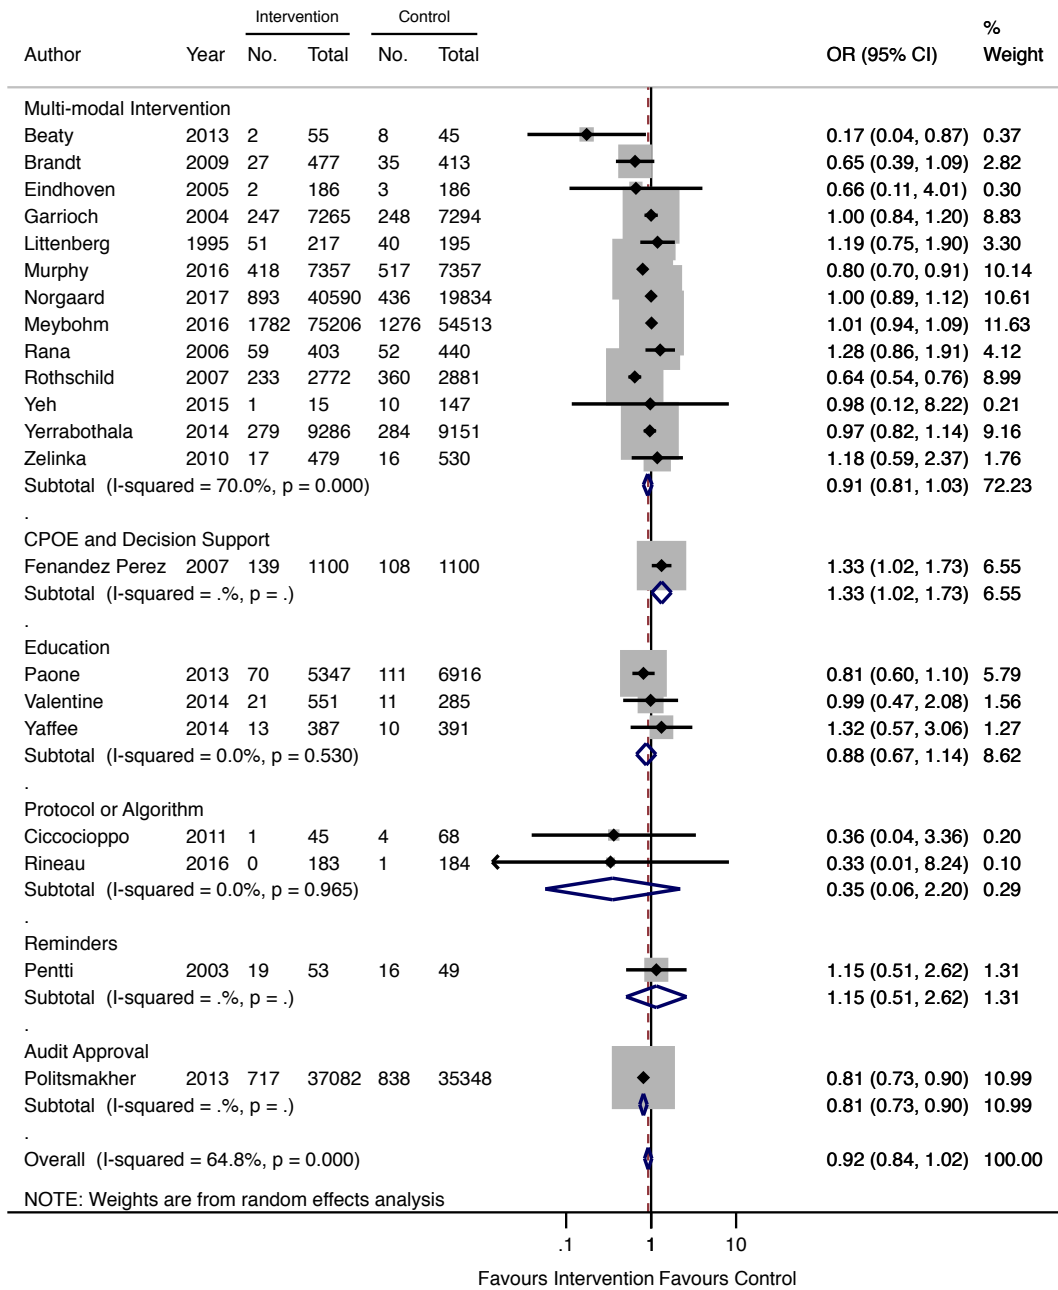 Intervention Control
%
Author Year No. Total No. Total OR (95% CI) Weight
Multi-modal Intervention
Beaty 2013 2 55 8 45 0.17 (0.04, 0.87) 0.37
Brandt 2009 27 477 35 413 0.65 (0.39, 1.09) 2.82
Eindhoven 2005 2 186 3 186 0.66 (0.11, 4.01) 0.30
Garrioch 2004 247 7265 248 7294 1.00 (0.84, 1.20) 8.83
Littenberg 1995 51 217 40 195 1.19 (0.75, 1.90) 3.30
Murphy 2016 418 7357 517 7357 0.80 (0.70, 0.91) 10.14
Norgaard 2017 893 40590 436 19834 1.00 (0.89, 1.12) 10.61
Meybohm 2016 1782 75206 1276 54513 1.01 (0.94, 1.09) 11.63
Rana 2006 59 403 52 440 1.28 (0.86, 1.91) 4.12
Rothschild 2007 233 2772 360 2881 0.64 (0.54, 0.76) 8.99
Yeh 2015 1 15 10 147 0.98 (0.12, 8.22) 0.21
Yerrabothala 2014 279 9286 284 9151 0.97 (0.82, 1.14) 9.16
Zelinka 2010 17 479 16 530 1.18 (0.59, 2.37) 1.76
Subtotal (I-squared = 70.0%, p = 0.000) 0.91 (0.81, 1.03) 72.23
.
CPOE and Decision Support
Fenandez Perez 2007 139 1100 108 1100 1.33 (1.02, 1.73) 6.55
Subtotal (I-squared = .%, p = .) 1.33 (1.02, 1.73) 6.55
.
Education
Paone 2013 70 5347 111 6916 0.81 (0.60, 1.10) 5.79
Valentine 2014 21 551 11 285 0.99 (0.47, 2.08) 1.56
Yaffee 2014 13 387 10 391 1.32 (0.57, 3.06) 1.27
Subtotal (I-squared = 0.0%, p = 0.530) 0.88 (0.67, 1.14) 8.62
.
Protocol or Algorithm
Ciccocioppo 2011 1 45 4 68 0.36 (0.04, 3.36) 0.20
Rineau 2016 0 183 1 184 0.33 (0.01, 8.24) 0.10
Subtotal (I-squared = 0.0%, p = 0.965) 0.35 (0.06, 2.20) 0.29
.
Reminders
Pentti 2003 19 53 16 49 1.15 (0.51, 2.62) 1.31
Subtotal (I-squared = .%, p = .) 1.15 (0.51, 2.62) 1.31
.
Audit Approval
Politsmakher 2013 717 37082 838 35348 0.81 (0.73, 0.90) 10.99
Subtotal (I-squared = .%, p = .) 0.81 (0.73, 0.90) 10.99
.
Overall (I-squared = 64.8%, p = 0.000) 0.92 (0.84, 1.02) 100.00
NOTE: Weights are from random effects analysis
.1 1 10
Favours Intervention Favours Control